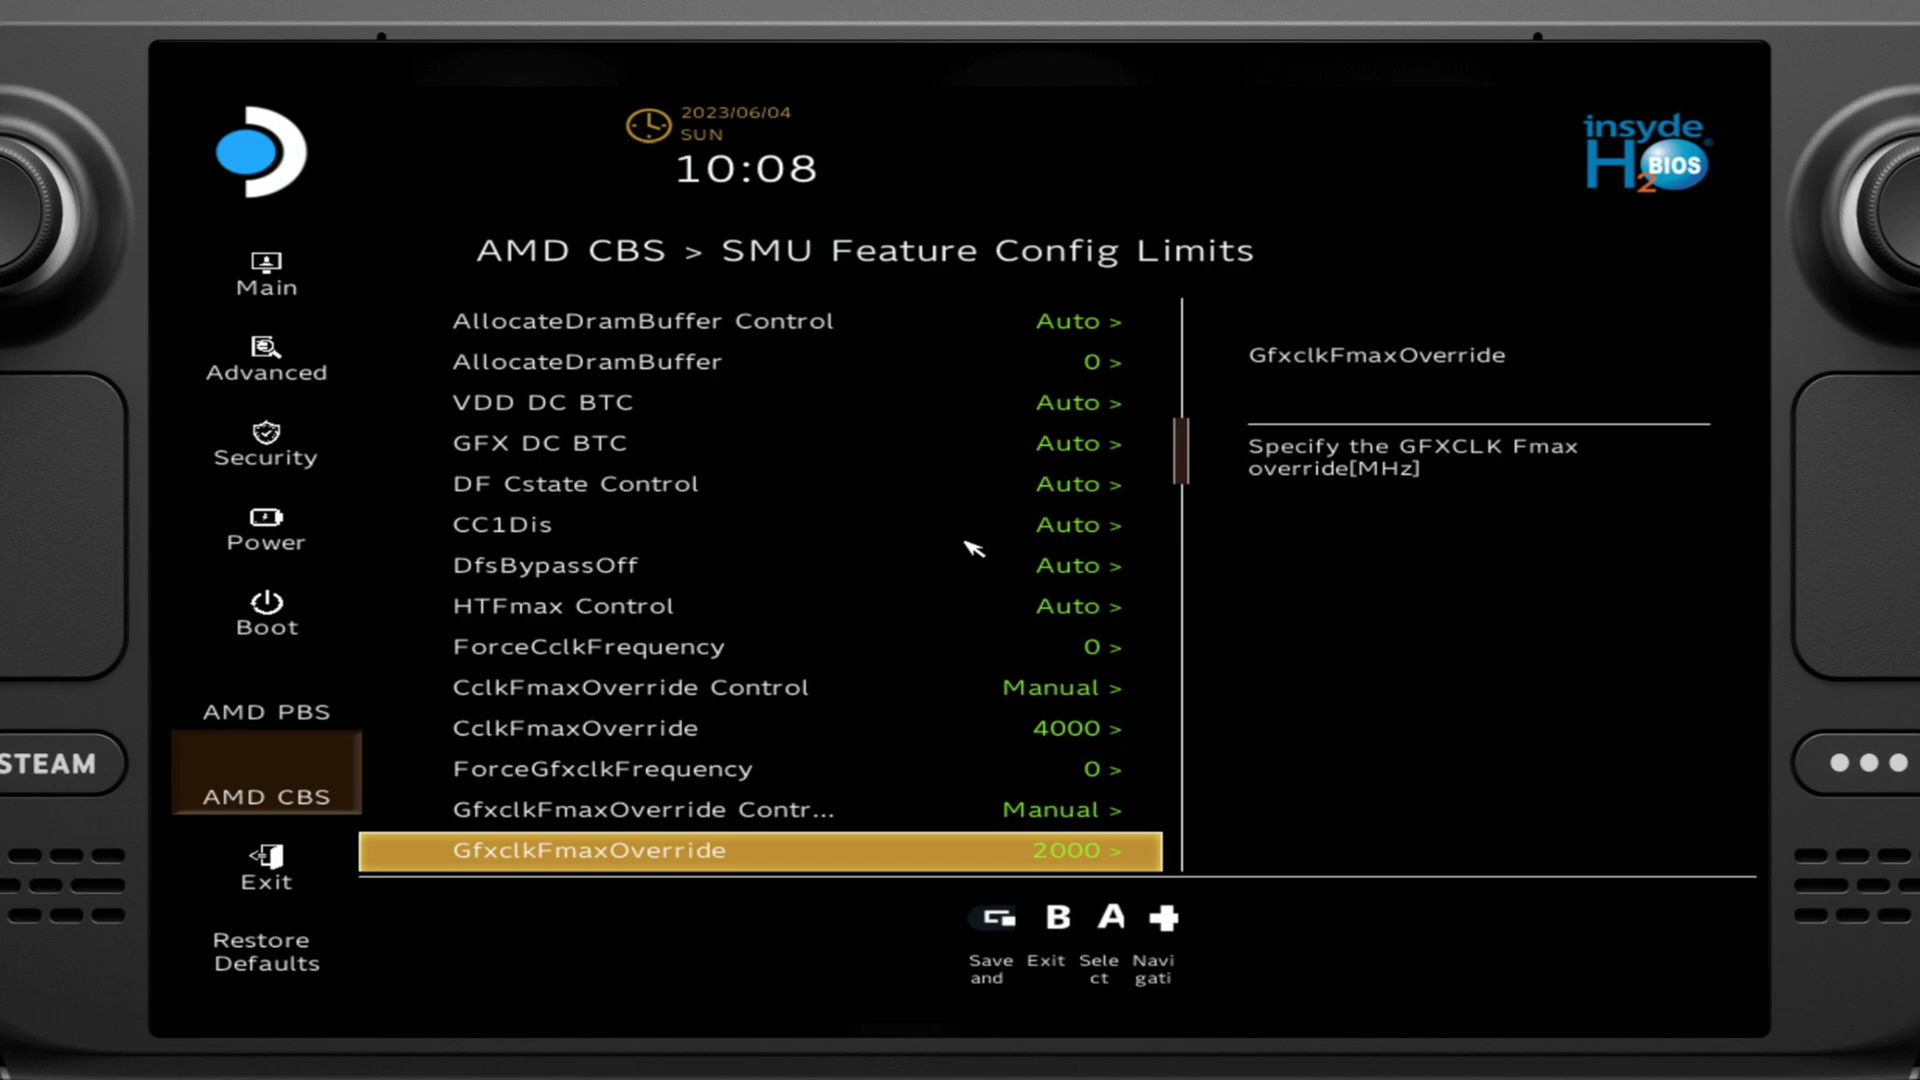 2023/06/04
SUN
10:08
insyde
H2
BIOS
®
AMD CBS > SMU Feature Config Limits
Main
Advanced
Security
Power
Boot
AMD PBS
AMD CBS
Exit
Restore
Defaults
AllocateDramBuffer Control Auto >
AllocateDramBuffer 0 >
VDD DC BTC Auto >
GFX DC BTC Auto >
DF Cstate Control Auto >
CC1Dis Auto >
DfsBypassOff Auto >
HTFmax Control Auto >
ForceCclkFrequency 0 >
CclkFmaxOverride Control Manual >
CclkFmaxOverride 4000 >
ForceGfxclkFrequency 0 >
GfxclkFmaxOverride Contr... Manual >
GfxclkFmaxOverride 2000 >
GfxclkFmaxOverride
Specify the GFXCLK Fmax
override[MHz]
B A
Save Exit Sele Navi
and ct gati
STEAM